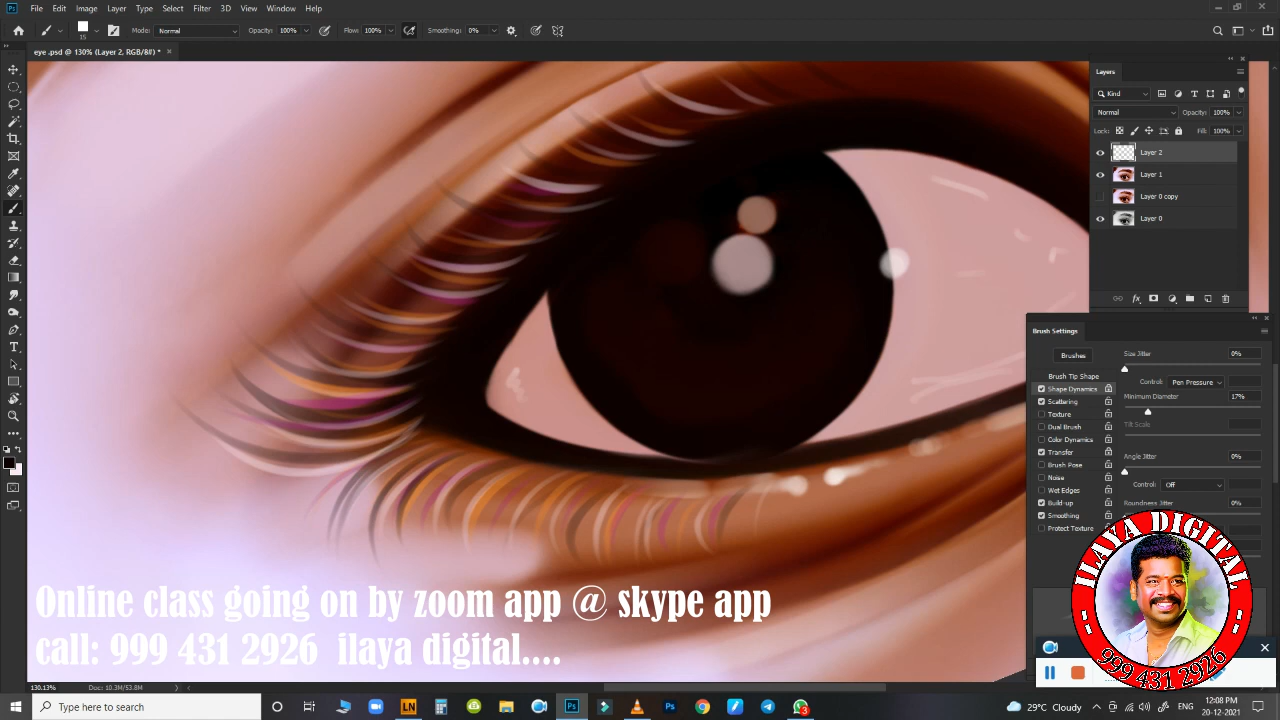 Ps File Edit Image Layer Type Select Filter 3D View Window Help
15 Mode: Normal Opacity: 100% Flow: 100% Smoothing: 0%
eye .psd @ 130% (Layer 2, RGB/8#) *
Layers
Kind
Normal Opacity: 100%
Lock: Fill: 100%
Layer 2
Layer 1
Layer 0 copy
Layer 0
Brush Settings
Brushes
Size Jitter 0%
Brush Tip Shape
Control: Pen Pressure
Shape Dynamics
Minimum Diameter 17%
Scattering
Texture
Tilt Scale
Dual Brush
Color Dynamics
Transfer
Angle Jitter 0%
Brush Pose
Noise
Control: Off
Wet Edges
Build-up
Roundness Jitter 0%
Smoothing
Protect Texture
ILAYA DIGITAL
999 431 2926
Online class going on by zoom app @ skype app
call: 999 431 2926 ilaya digital....
130.13% Doc: 10.3M/53.8M
Type here to search
LN
Ps
Ps
3
29°C Cloudy
ENG
12:08 PM
20-12-2021